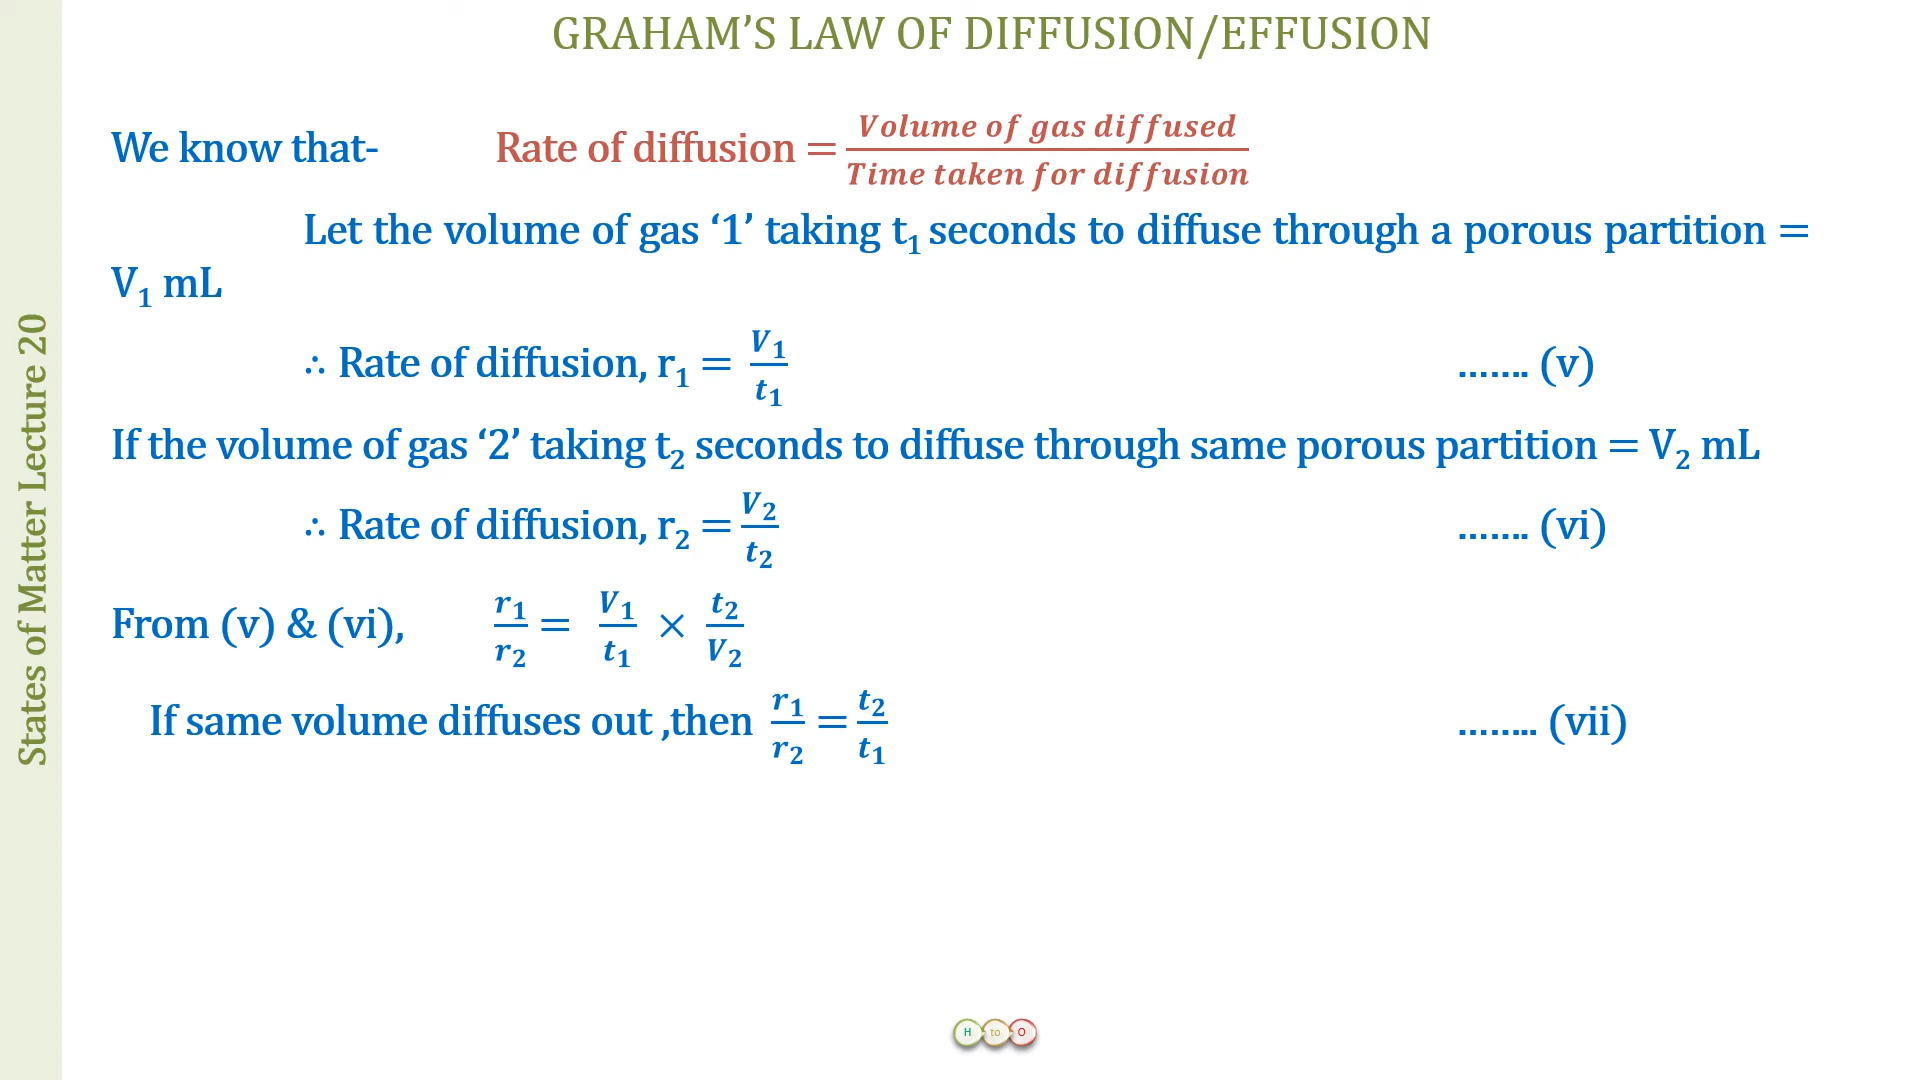 GRAHAM’S LAW OF DIFFUSION/EFFUSION
We know that- Rate of diffusion = Volume of gas diffused / Time taken for diffusion
Let the volume of gas ‘1’ taking t₁ seconds to diffuse through a porous partition =
V₁ mL
∴ Rate of diffusion, r₁ = V₁/t₁ ....... (v)
If the volume of gas ‘2’ taking t₂ seconds to diffuse through same porous partition = V₂ mL
∴ Rate of diffusion, r₂ = V₂/t₂ ....... (vi)
From (v) & (vi), r₁/r₂ = V₁/t₁ × t₂/V₂
If same volume diffuses out ,then r₁/r₂ = t₂/t₁ ........ (vii)
States of Matter Lecture 20
H to O